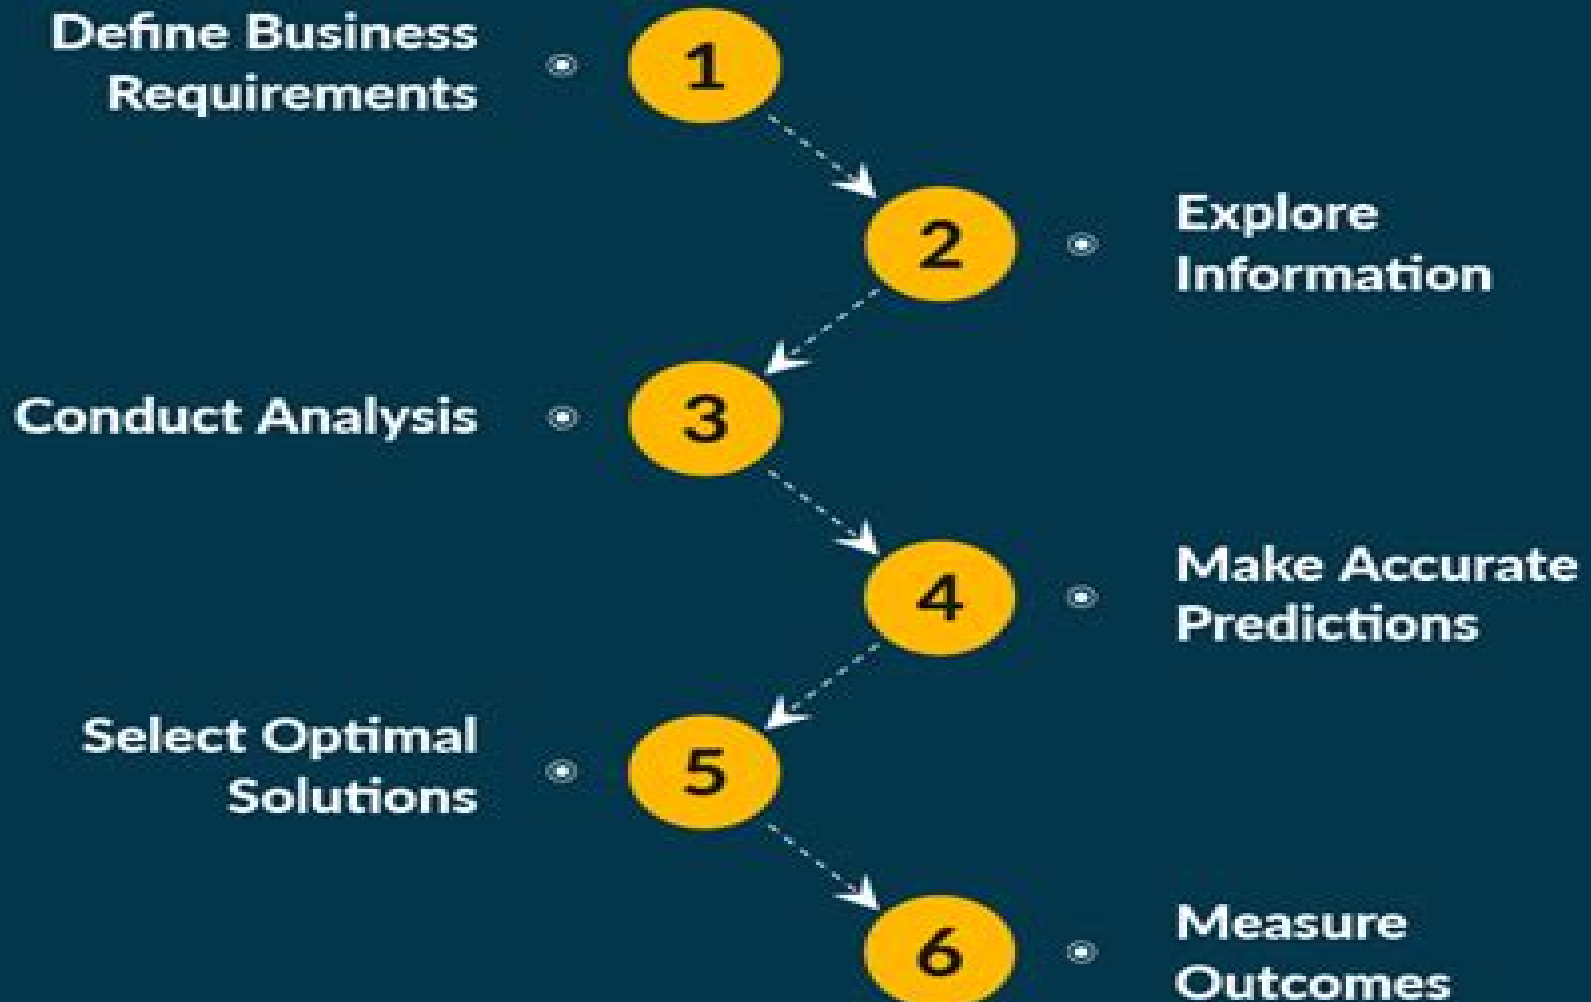 Define Business
Requirements
1
2
Explore
Information
Conduct Analysis
3
4
Make Accurate
Predictions
Select Optimal
Solutions
5
6
Measure
Outcomes